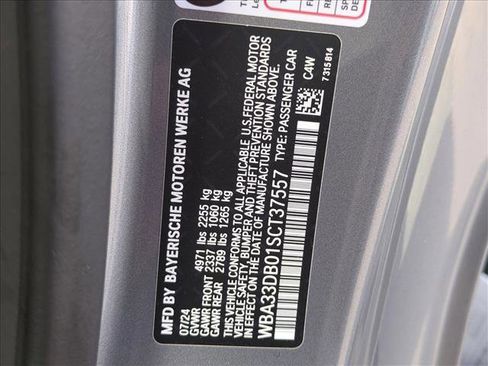 MFD BY BAYERISCHE MOTOREN WERKE AG
07/24
GVWR 4971 lbs 2255 kg
GAWR FRONT 2337 lbs 1060 kg
GAWR REAR 2789 lbs 1265 kg
THIS VEHICLE CONFORMS TO ALL APPLICABLE U.S.FEDERAL MOTOR
VEHICLE SAFETY, BUMPER, AND THEFT PREVENTION STANDARDS
IN EFFECT ON THE DATE OF MANUFACTURE SHOWN ABOVE.
WBA33DB01SCT37557 TYPE: PASSENGER CAR
C4W
7315814